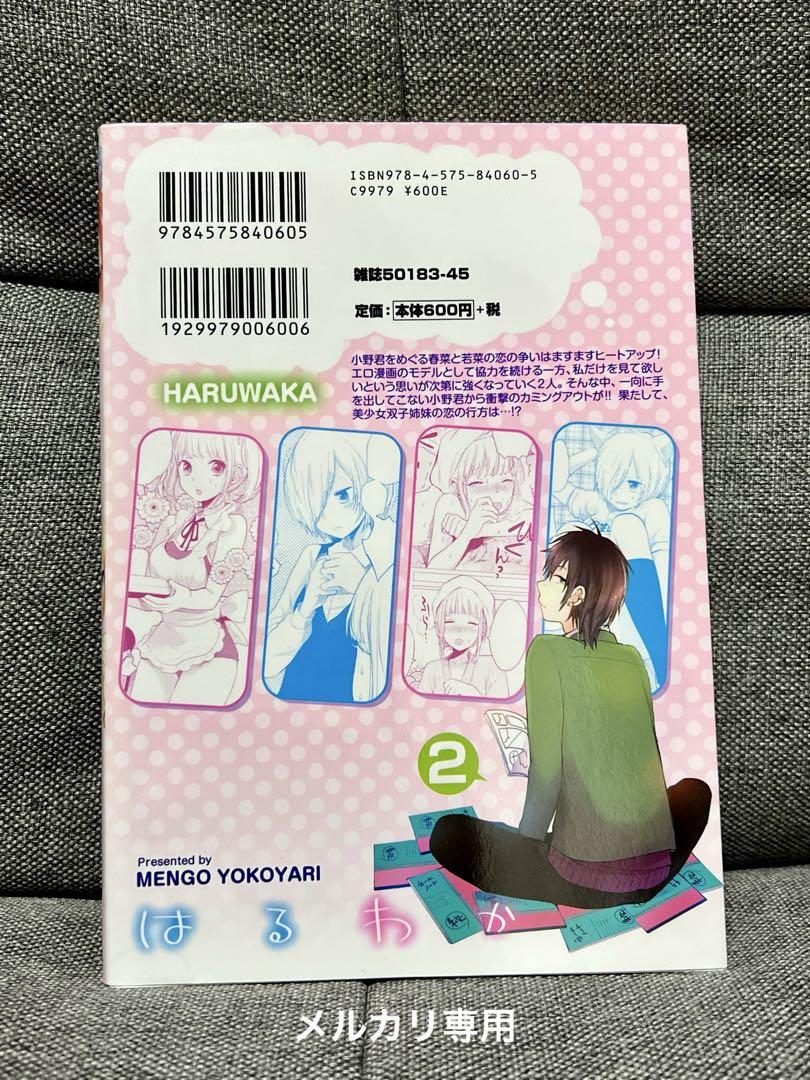 ISBN978-4-575-84060-5
C9979 ¥600E
9784575840605
雑誌50183-45
定価：本体600円+税
1929979006006
小野君をめぐる春菜と若菜の恋の争いはますますヒートアップ！
エロ漫画のモデルとして協力を続ける一方、私だけを見て欲し
いという思いが次第に強くなっていく2人。そんな中、一向に手
を出してこない小野君から衝撃のカミングアウトが!! 果たして、
美少女双子姉妹の恋の行方は…!?
HARUWAKA
2
Presented by
MENGO YOKOYARI
はるわか
メルカリ専用